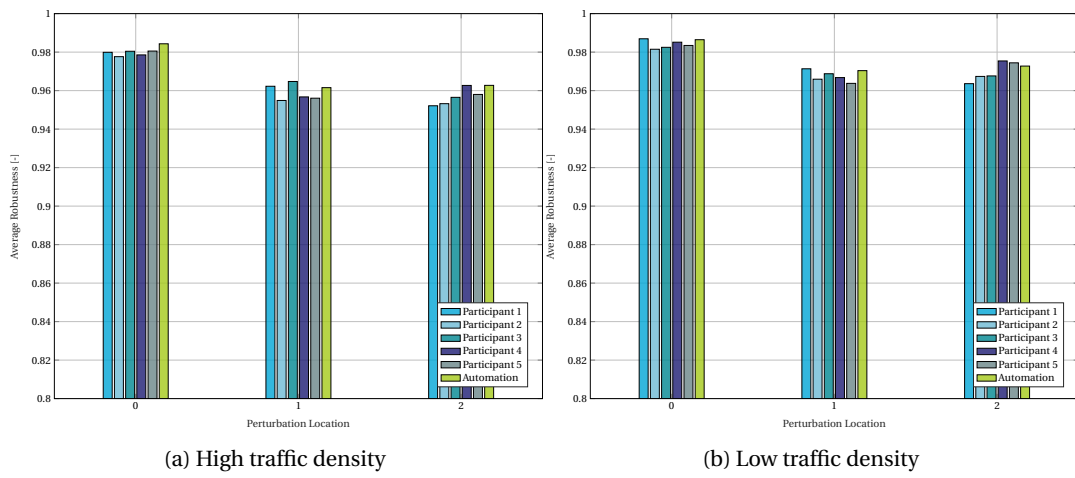 1
0.98
0.96
0.94
0.92
0.9
0.88
0.86
0.84
0.82
0.8
Average Robustness [-]
Participant 1
Participant 2
Participant 3
Participant 4
Participant 5
Automation
0 1 2
Perturbation Location
(a) High traffic density
1
0.98
0.96
0.94
0.92
0.9
0.88
0.86
0.84
0.82
0.8
Average Robustness [-]
Participant 1
Participant 2
Participant 3
Participant 4
Participant 5
Automation
0 1 2
Perturbation Location
(b) Low traffic density